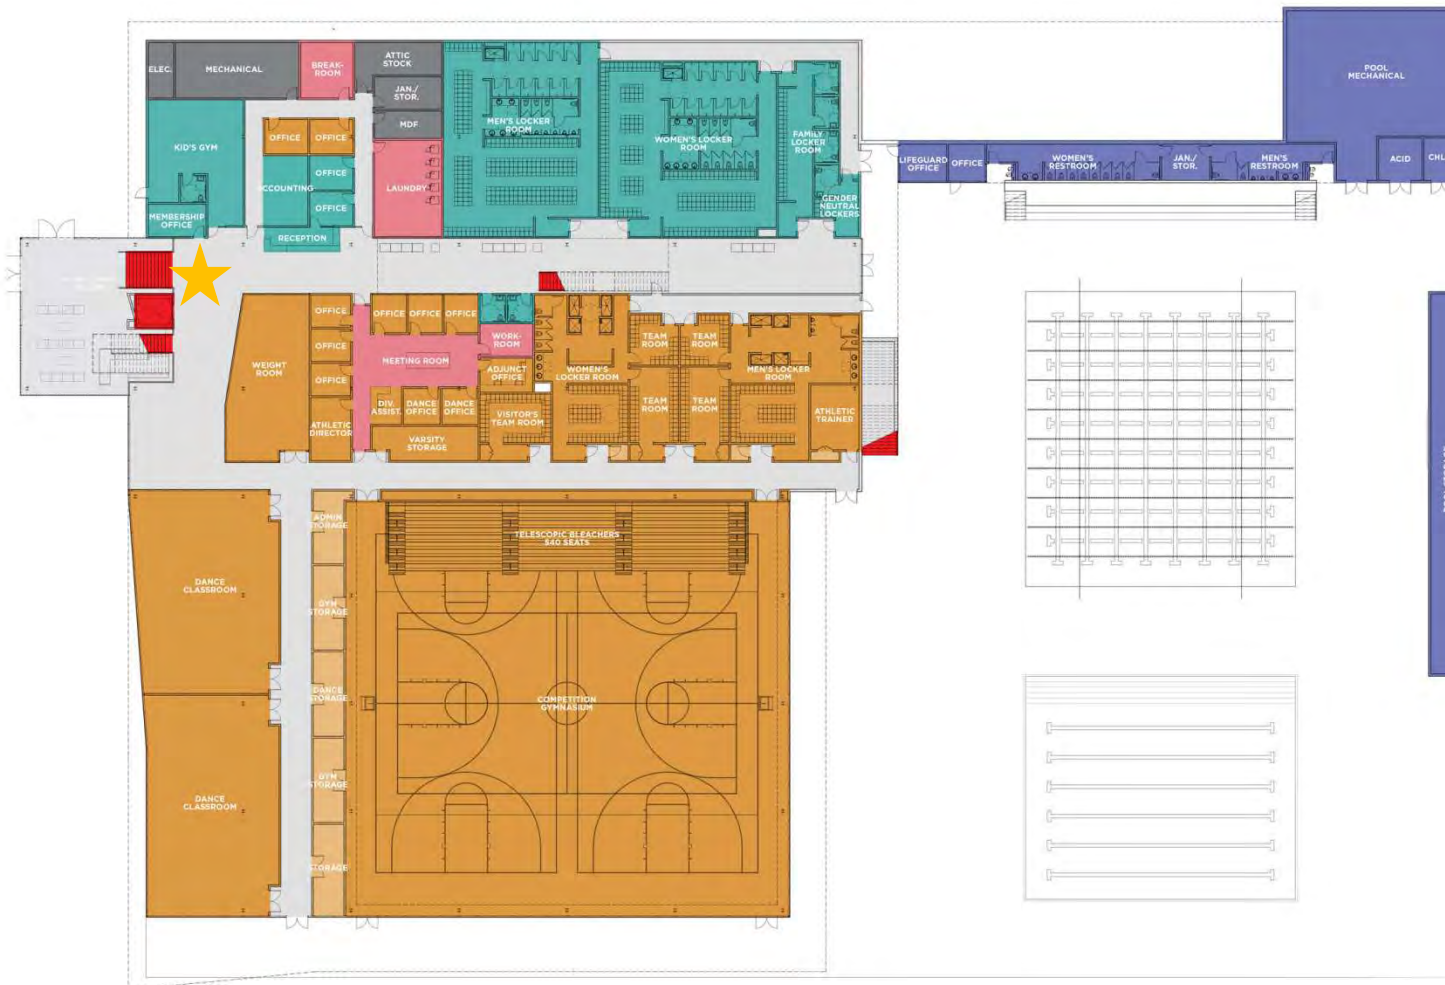 ELEC.
MECHANICAL
BREAK-
ROOM
ATTIC
STOCK
JAN./
STOR.
MDF
MEN'S LOCKER
ROOM
WOMEN'S LOCKER
ROOM
FAMILY
LOCKER
ROOM
GENDER
NEUTRAL
LOCKERS
KID'S GYM
OFFICE
OFFICE
OFFICE
ACCOUNTING
OFFICE
LAUNDRY
MEMBERSHIP
OFFICE
RECEPTION
LIFEGUARD
OFFICE
OFFICE
WOMEN'S
RESTROOM
JAN./
STOR.
MEN'S
RESTROOM
POOL
MECHANICAL
ACID
OFFICE
OFFICE
OFFICE
OFFICE
OFFICE
OFFICE
WEIGHT
ROOM
MEETING ROOM
WORK-
ROOM
ADJUNCT
OFFICE
DIV.
ASSIST.
DANCE
OFFICE
DANCE
OFFICE
ATHLETIC
DIRECTOR
VARSITY
STORAGE
VISITOR'S
TEAM ROOM
WOMEN'S
LOCKER ROOM
TEAM
ROOM
TEAM
ROOM
TEAM
ROOM
TEAM
ROOM
MEN'S LOCKER
ROOM
ATHLETIC
TRAINER
DANCE
CLASSROOM
DANCE
CLASSROOM
ADMIN
STORAGE
GYM
STORAGE
DANCE
STORAGE
GYM
STORAGE
STORAGE
TELESCOPIC BLEACHERS
540 SEATS
COMPETITION
GYMNASIUM